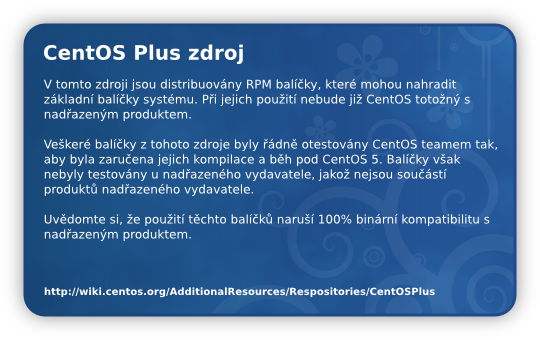 CentOS Plus zdroj
V tomto zdroji jsou distribuovány RPM balíčky, které mohou nahradit
základní balíčky systému. Při jejich použití nebude již CentOS totožný s
nadřazeným produktem.
Veškeré balíčky z tohoto zdroje byly řádně otestovány CentOS teamem tak,
aby byla zaručena jejich kompilace a běh pod CentOS 5. Balíčky však
nebyly testovány u nadřazeného vydavatele, jakož nejsou součástí
produktů nadřazeného vydavatele.
Uvědomte si, že použití těchto balíčků naruší 100% binární kompatibilitu s
nadřazeným produktem.
http://wiki.centos.org/AdditionalResources/Respositories/CentOSPlus